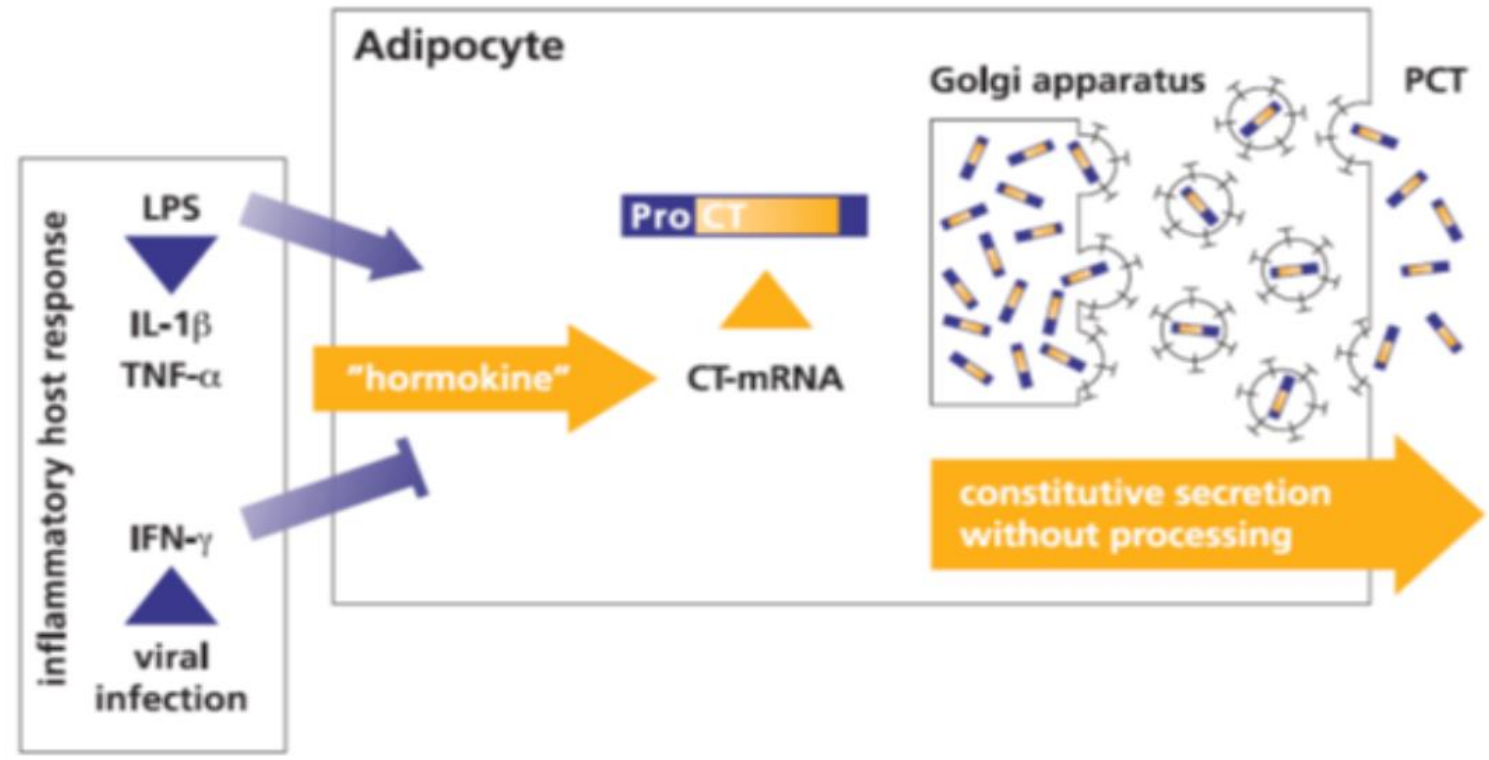 Adipocyte
Golgi apparatus
PCT
inflammatory host response
LPS
IL-1β
TNF-α
IFN-γ
viral
infection
"hormokine"
Pro CT
CT-mRNA
constitutive secretion
without processing